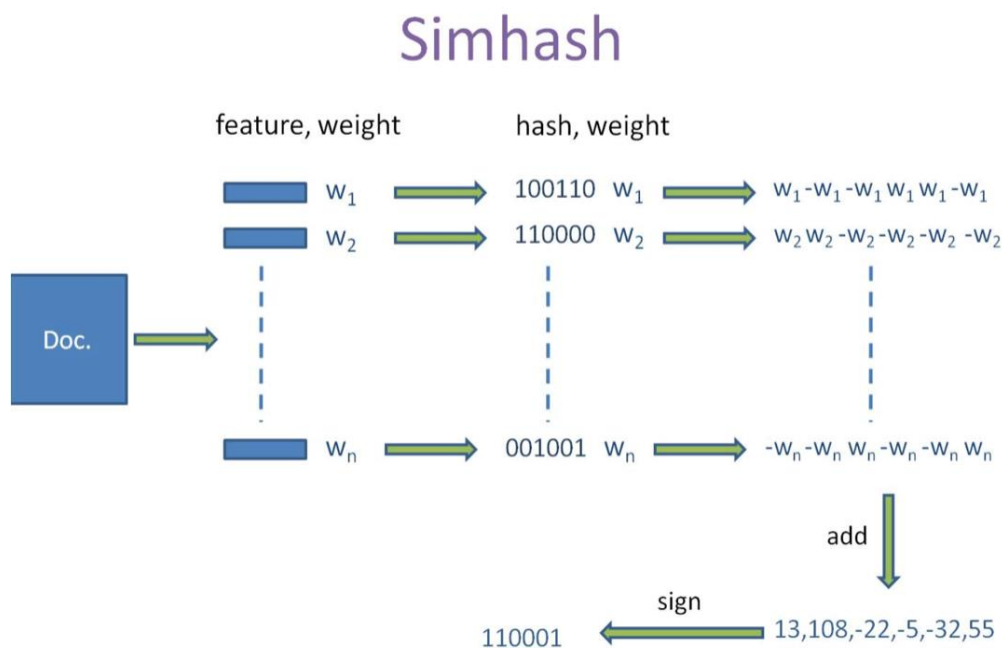 Simhash
feature, weight hash, weight
w₁ 100110 w₁ w₁ -w₁ -w₁ w₁ w₁ -w₁
w₂ 110000 w₂ w₂ w₂ -w₂ -w₂ -w₂ -w₂
Doc.
wₙ 001001 wₙ -wₙ -wₙ wₙ -wₙ -wₙ wₙ
add
sign
110001 13,108,-22,-5,-32,55